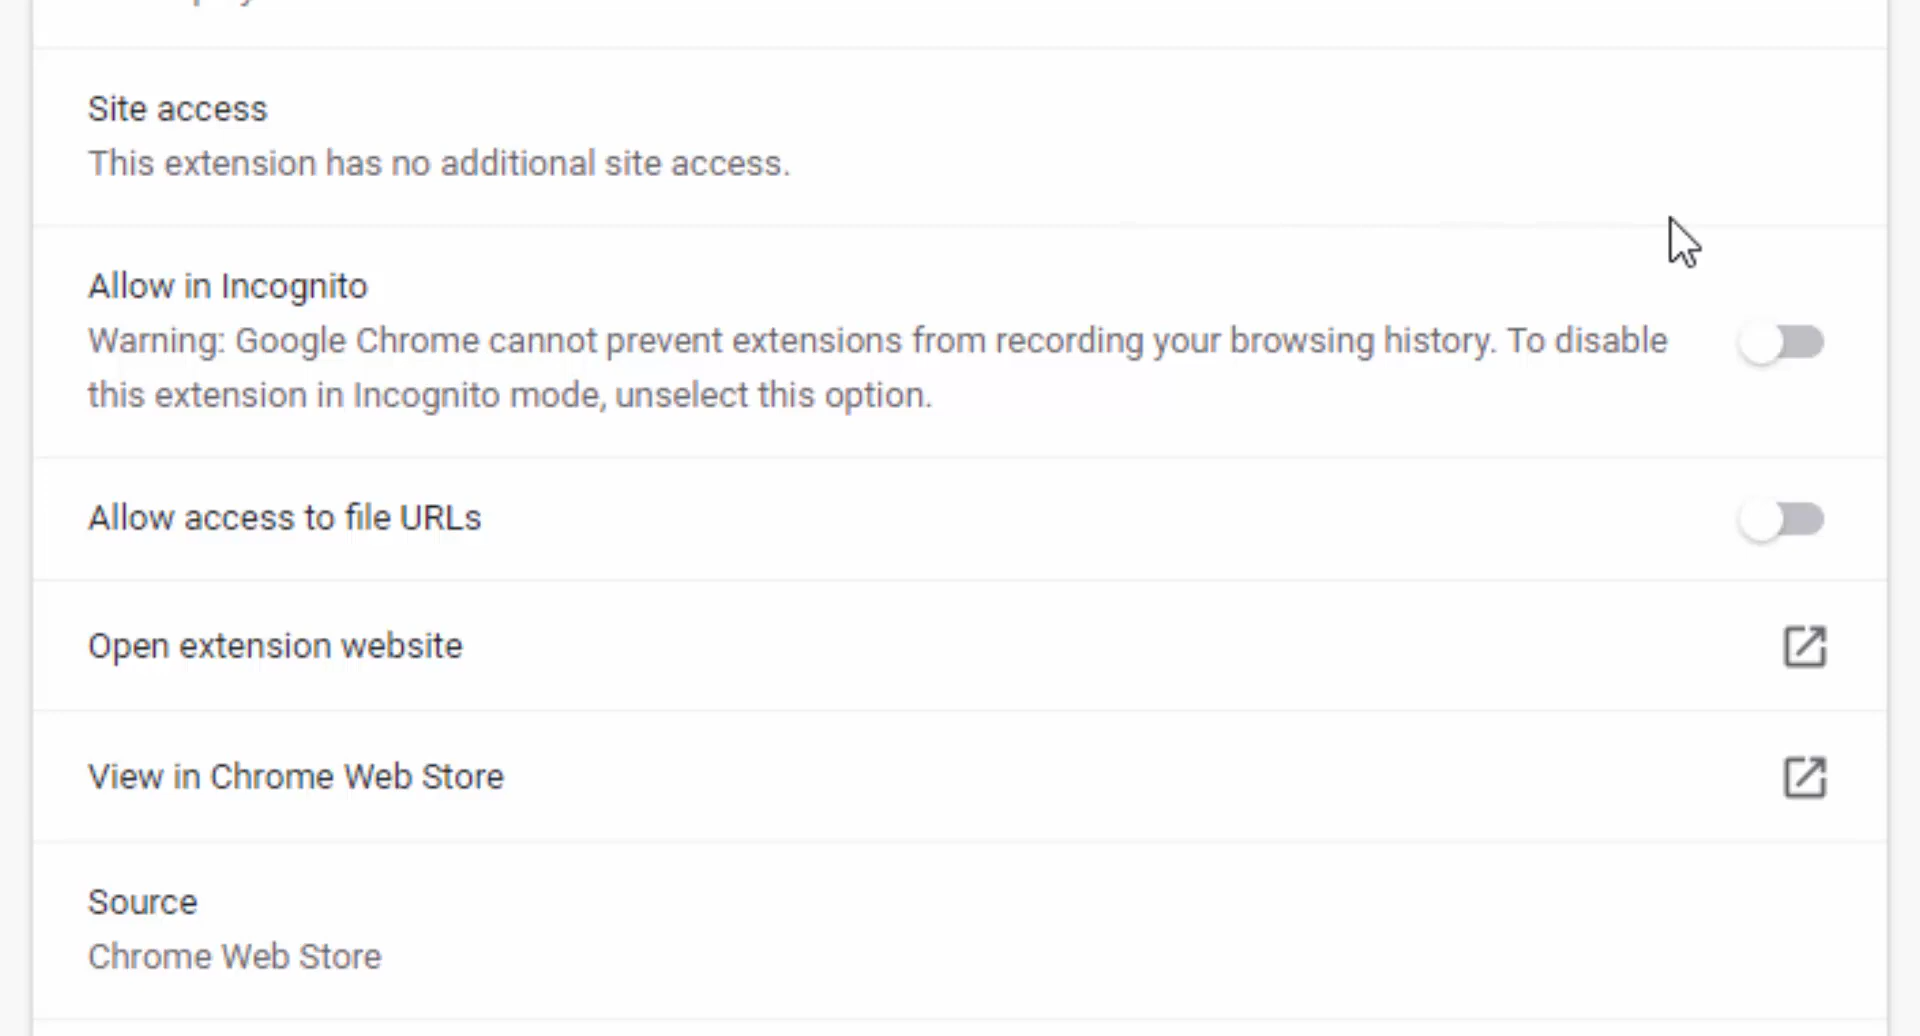 Site access
This extension has no additional site access.
Allow in Incognito
Warning: Google Chrome cannot prevent extensions from recording your browsing history. To disable
this extension in Incognito mode, unselect this option.
Allow access to file URLs
Open extension website
View in Chrome Web Store
Source
Chrome Web Store